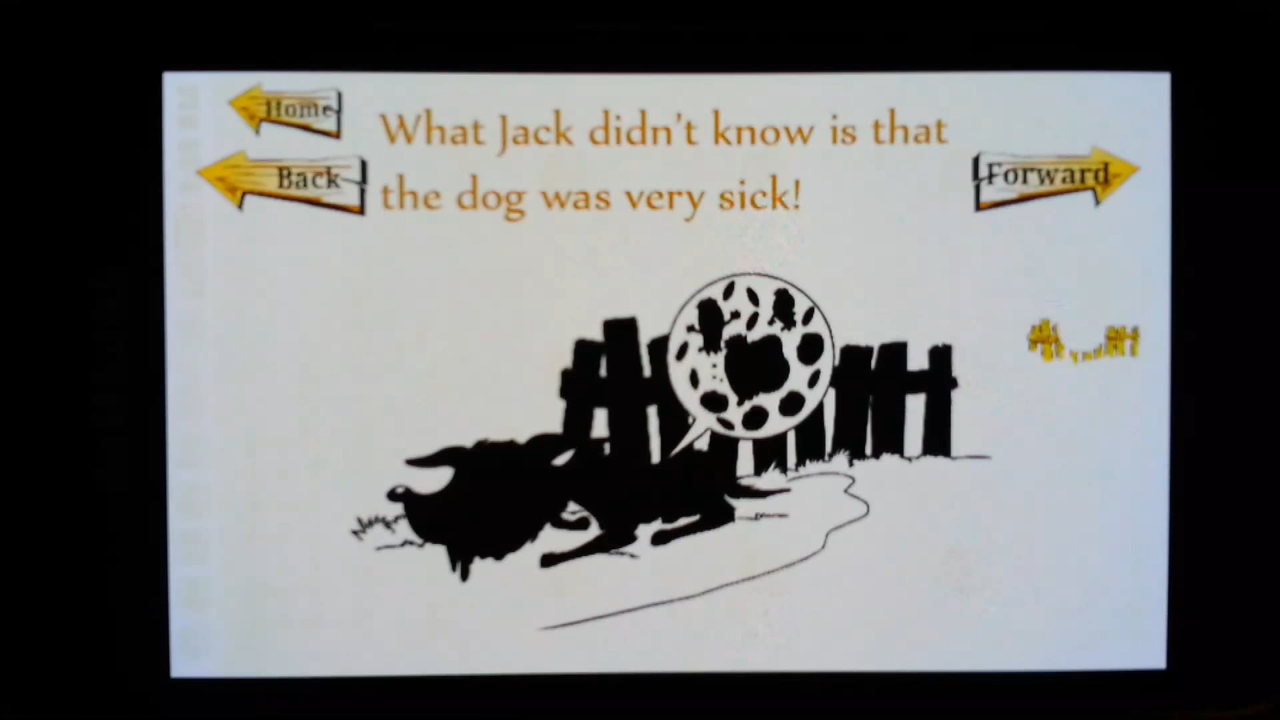 Home
What Jack didn't know is that
Back
the dog was very sick!
Forward